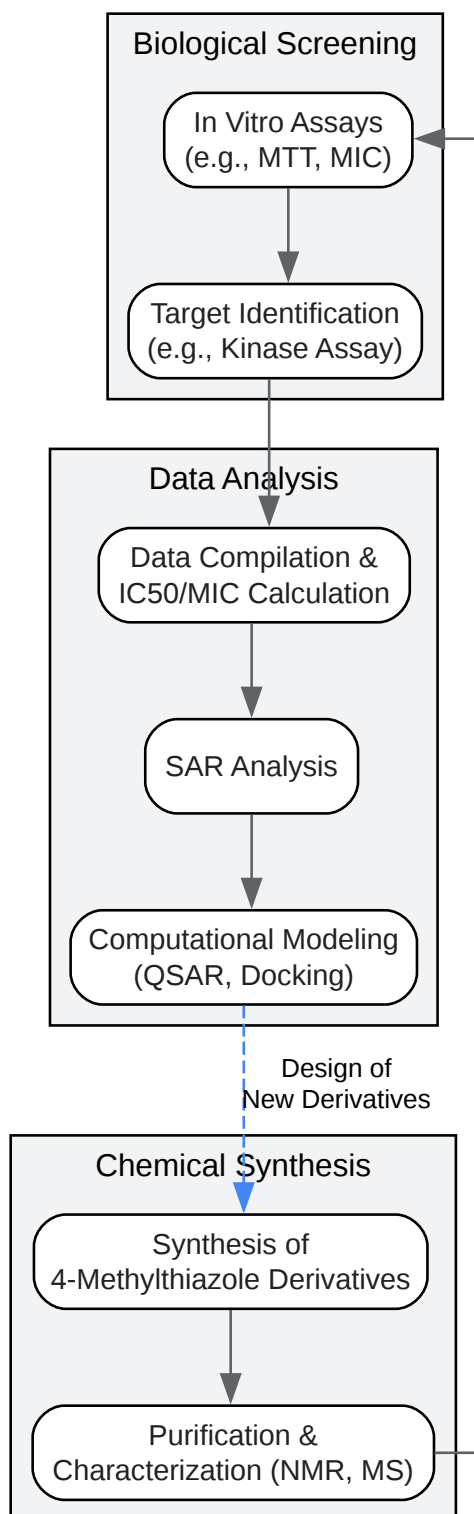 Biological Screening
In Vitro Assays
(e.g., MTT, MIC)
Target Identification
(e.g., Kinase Assay)
Data Analysis
Data Compilation &
IC50/MIC Calculation
SAR Analysis
Computational Modeling
(QSAR, Docking)
Design of
New Derivatives
Chemical Synthesis
Synthesis of
4-Methylthiazole Derivatives
Purification &
Characterization (NMR, MS)